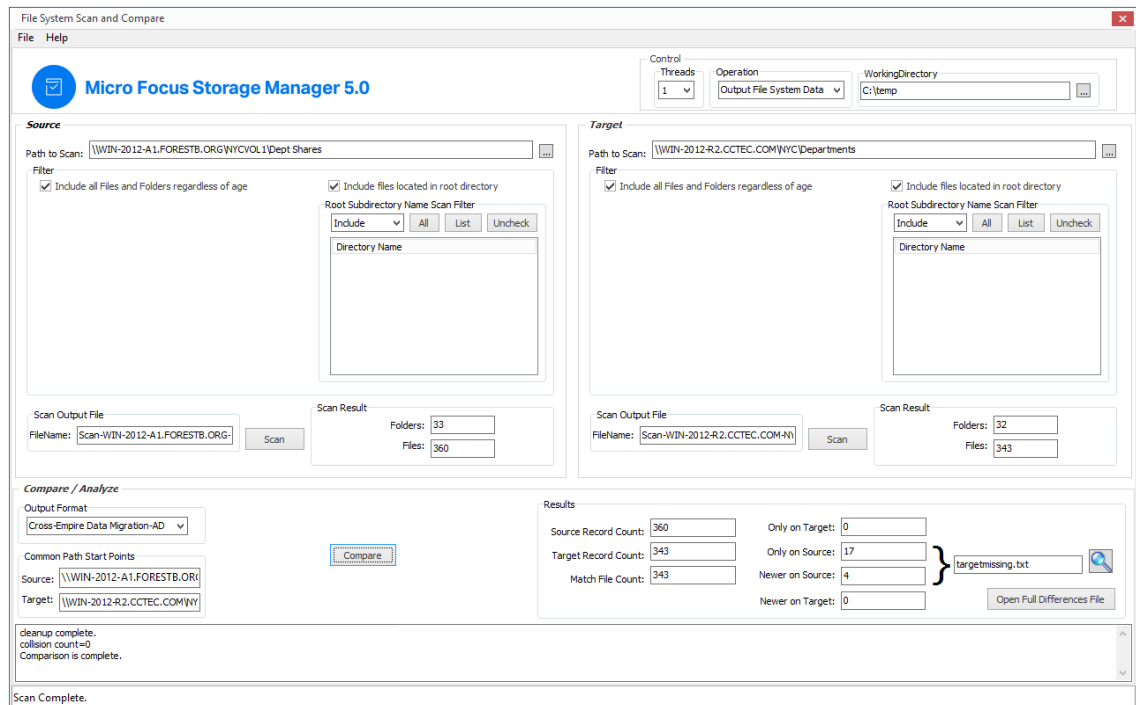 File System Scan and Compare
File Help
Micro Focus Storage Manager 5.0
Control
Threads
1
Operation
Output File System Data
WorkingDirectory
C:\temp
...
Source
Path to Scan: \\WIN-2012-A1.FORESTB.ORG\NYCVOL1\Dept Shares ...
Filter
Include all Files and Folders regardless of age
Include files located in root directory
Root Subdirectory Name Scan Filter
Include All List Uncheck
Directory Name
Scan Output File
FileName: Scan-WIN-2012-A1.FORESTB.ORG-
Scan
Scan Result
Folders: 33
Files: 360
Target
Path to Scan: \\WIN-2012-R2.CCTEC.COM\NYC\Departments ...
Filter
Include all Files and Folders regardless of age
Include files located in root directory
Root Subdirectory Name Scan Filter
Include All List Uncheck
Directory Name
Scan Output File
FileName: Scan-WIN-2012-R2.CCTEC.COM-NY
Scan
Scan Result
Folders: 32
Files: 343
Compare / Analyze
Output Format
Cross-Empire Data Migration-AD
Common Path Start Points
Source: \\WIN-2012-A1.FORESTB.OR
Target: \\WIN-2012-R2.CCTEC.COM\NY
Compare
Results
Source Record Count: 360
Target Record Count: 343
Match File Count: 343
Only on Target: 0
Only on Source: 17
Newer on Source: 4
Newer on Target: 0
}
targetmissing.txt
Open Full Differences File
cleanup complete.
collision count=0
Comparison is complete.
Scan Complete.